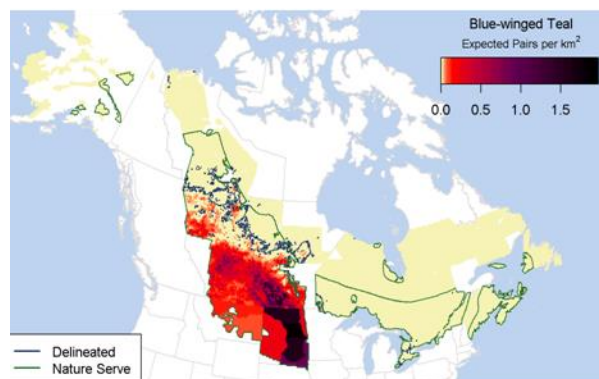 Blue-winged Teal
Expected Pairs per km²
0.0 0.5 1.0 1.5
Delineated
Nature Serve